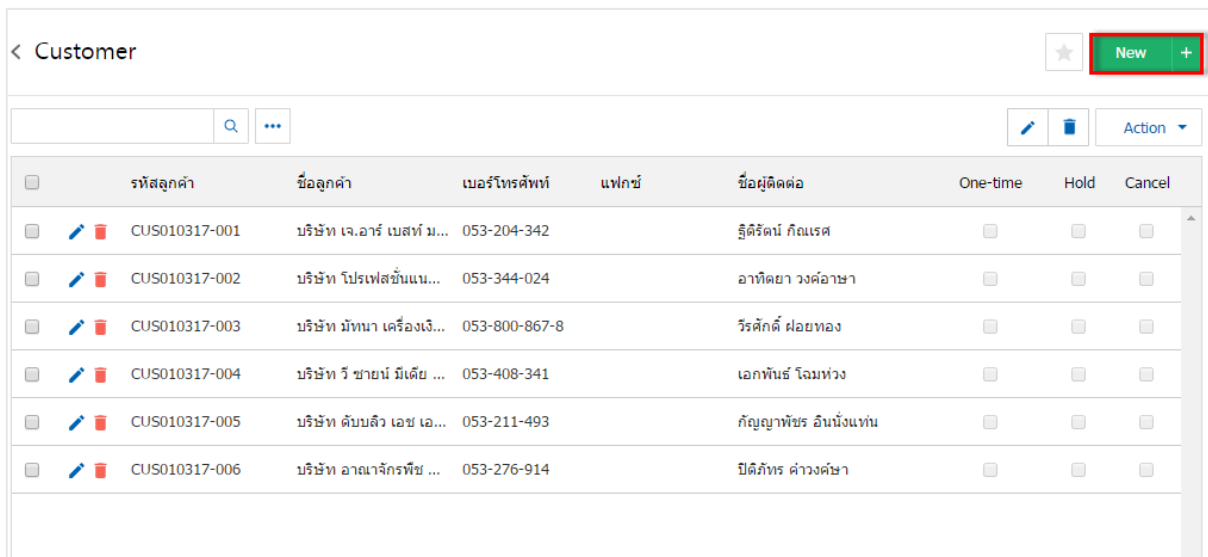 Customer
New +
Action
รหัสลูกค้า ชื่อลูกค้า เบอร์โทรศัพท์ แฟกซ์ ชื่อผู้ติดต่อ One-time Hold Cancel
CUS010317-001 บริษัท เจ.อาร์ เบสท์ ม... 053-204-342 ฐิติรัตน์ กิณเรศ
CUS010317-002 บริษัท โปรเฟสชั่นแน... 053-344-024 อาทิตยา วงค์อาษา
CUS010317-003 บริษัท มัทนา เครื่องเงิ... 053-800-867-8 วีรศักดิ์ ฝอยทอง
CUS010317-004 บริษัท วี ชายน์ มีเดีย ... 053-408-341 เอกพันธ์ โฉมห่วง
CUS010317-005 บริษัท ดับบลิว เอช เอ... 053-211-493 กัญญาพัชร อินนั่งแท่น
CUS010317-006 บริษัท อาณาจักรพืช ... 053-276-914 ปิติภัทร คำวงค์ษา